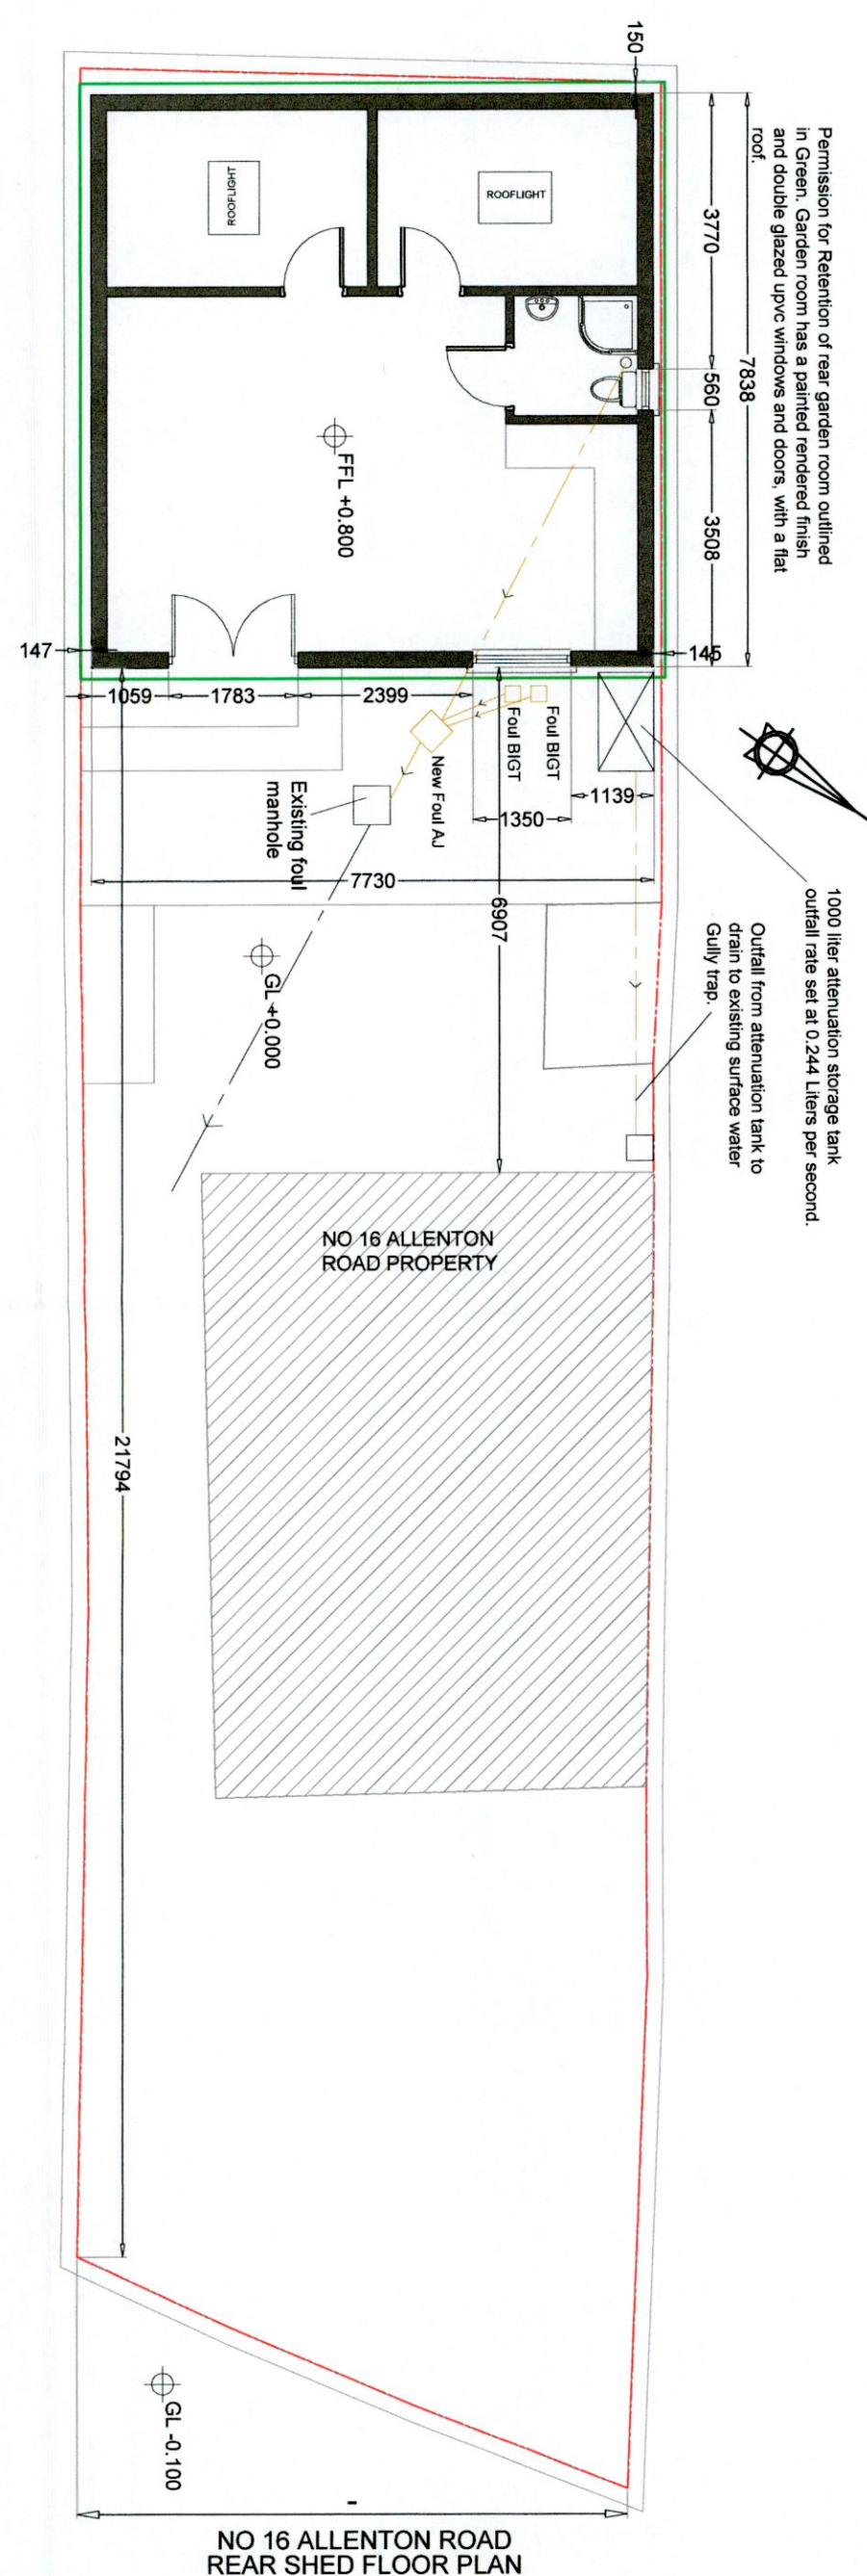 Permission for Retention of rear garden room outlined
in Green. Garden room has a painted rendered finish
and double glazed upvc windows and doors, with a flat
roof.
150
3770
7838
560
3508
ROOFLIGHT
ROOFLIGHT
FFL +0.800
147
145
1059
1783
2399
Foul BIGT
Foul BIGT
New Foul AJ
1139
1350
Existing foul
manhole
7730
6907
1000 liter attenuation storage tank
outfall rate set at 0.244 Liters per second.
Outfall from attenuation tank to
drain to existing surface water
Gully trap.
GL +0.000
NO 16 ALLENTON
ROAD PROPERTY
21794
GL -0.100
-
NO 16 ALLENTON ROAD
REAR SHED FLOOR PLAN